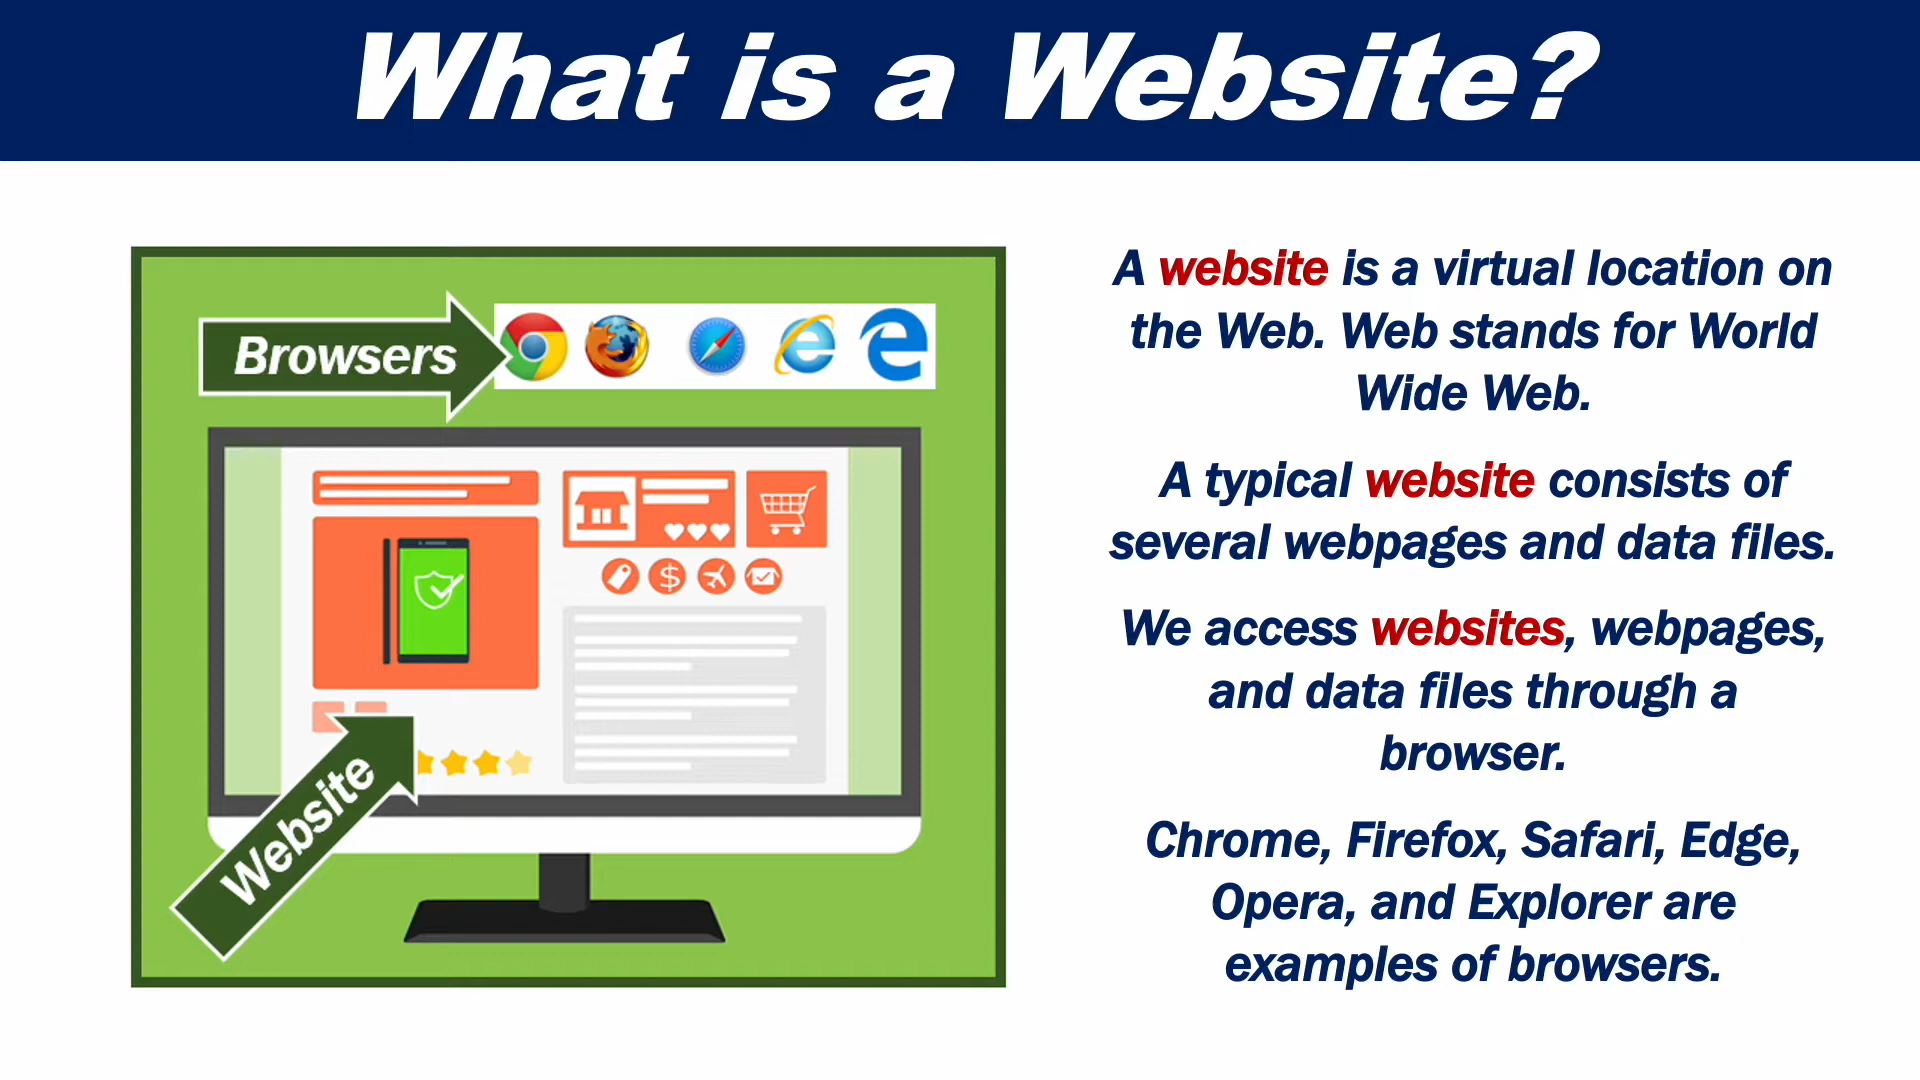 What is a Website?
Browsers
Website
A website is a virtual location on
the Web. Web stands for World
Wide Web.
A typical website consists of
several webpages and data files.
We access websites, webpages,
and data files through a
browser.
Chrome, Firefox, Safari, Edge,
Opera, and Explorer are
examples of browsers.